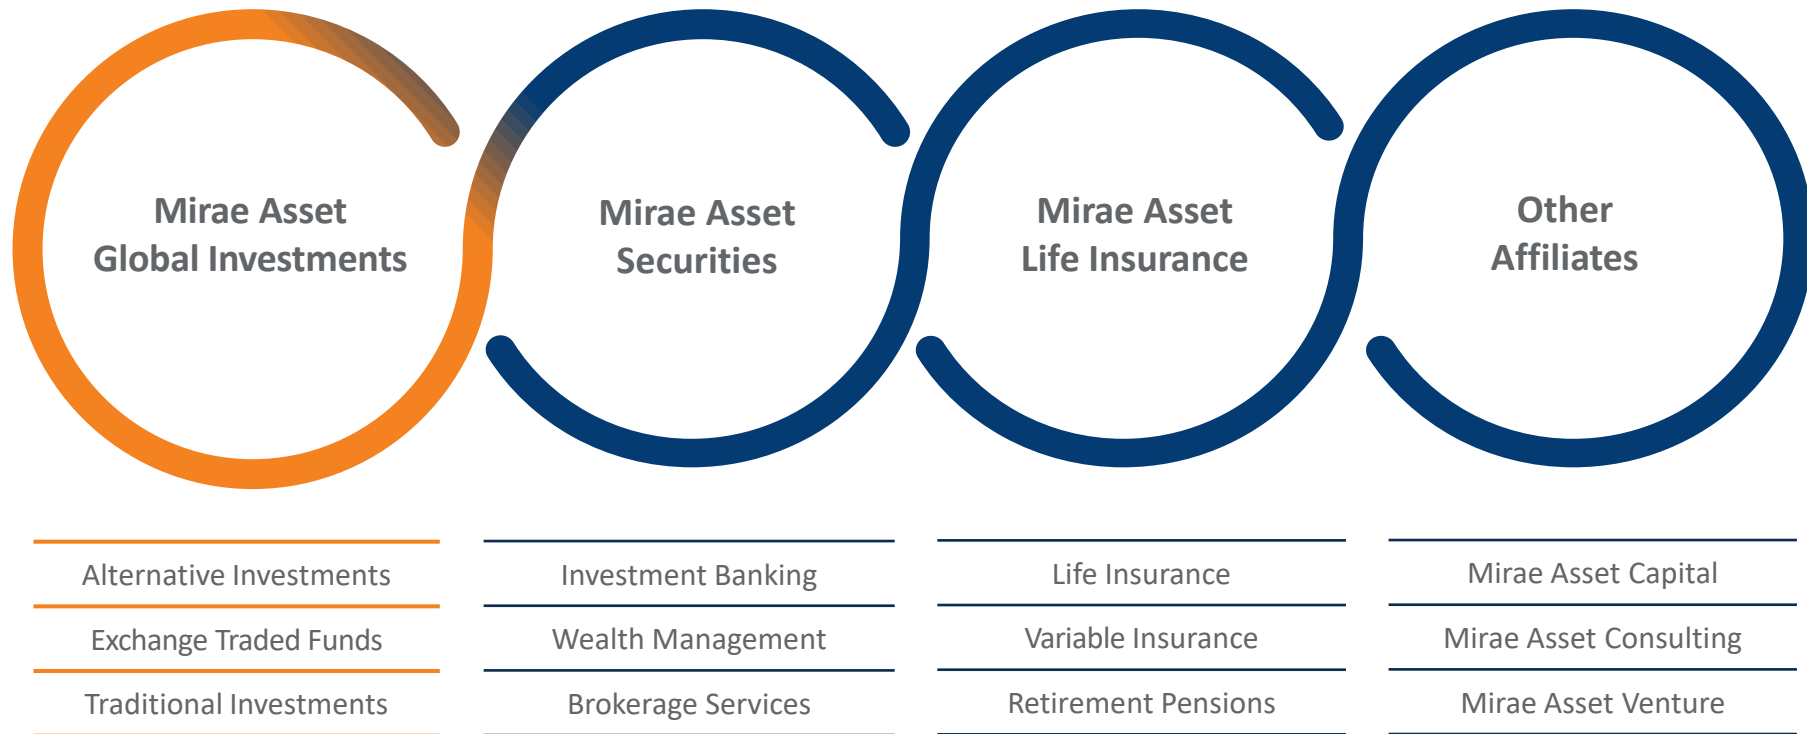 Mirae Asset
Global Investments
Mirae Asset
Securities
Mirae Asset
Life Insurance
Other
Affiliates
Alternative Investments
Exchange Traded Funds
Traditional Investments
Investment Banking
Wealth Management
Brokerage Services
Life Insurance
Variable Insurance
Retirement Pensions
Mirae Asset Capital
Mirae Asset Consulting
Mirae Asset Venture